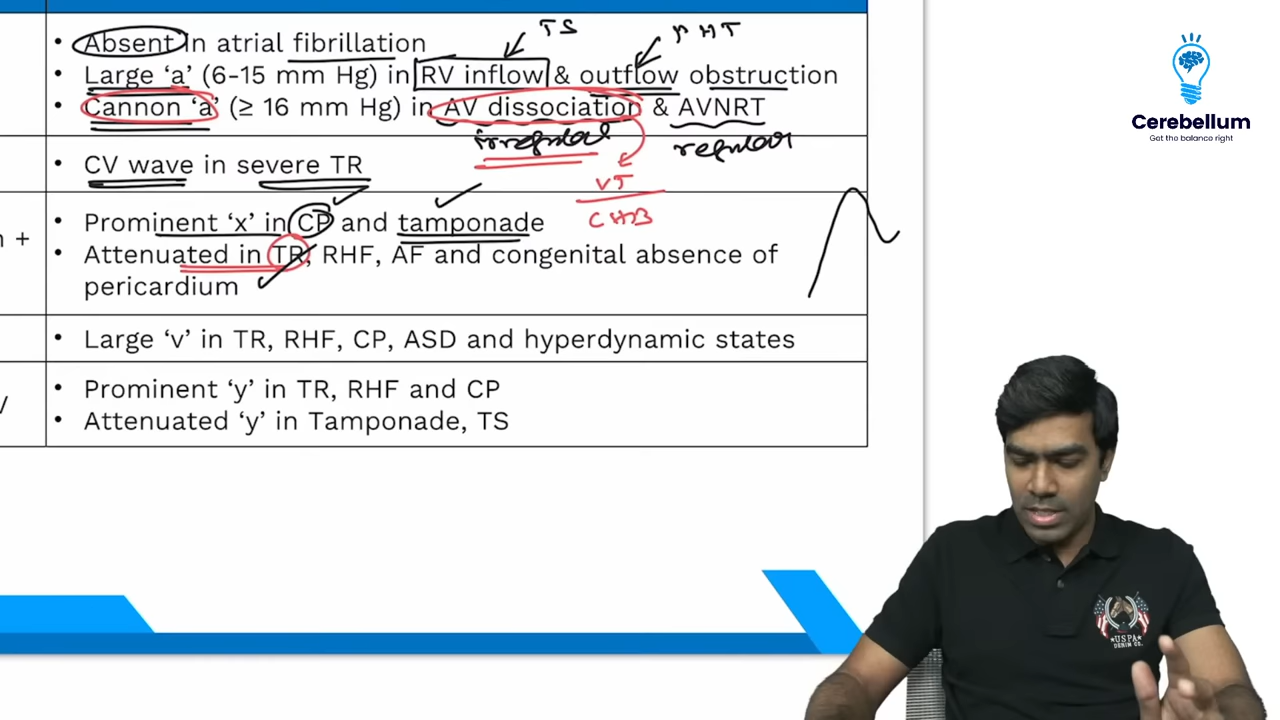 TS
PHT
• Absent in atrial fibrillation
• Large ‘a’ (6-15 mm Hg) in RV inflow & outflow obstruction
• Cannon ‘a’ (≥ 16 mm Hg) in AV dissociation & AVNRT
irregular
regular
• CV wave in severe TR
VT
CHB
n +
• Prominent ‘x’ in CP and tamponade
• Attenuated in TR, RHF, AF and congenital absence of
pericardium
• Large ‘v’ in TR, RHF, CP, ASD and hyperdynamic states
• Prominent ‘y’ in TR, RHF and CP
• Attenuated ‘y’ in Tamponade, TS
Cerebellum
Get the balance right
USPA
DENIM CO.